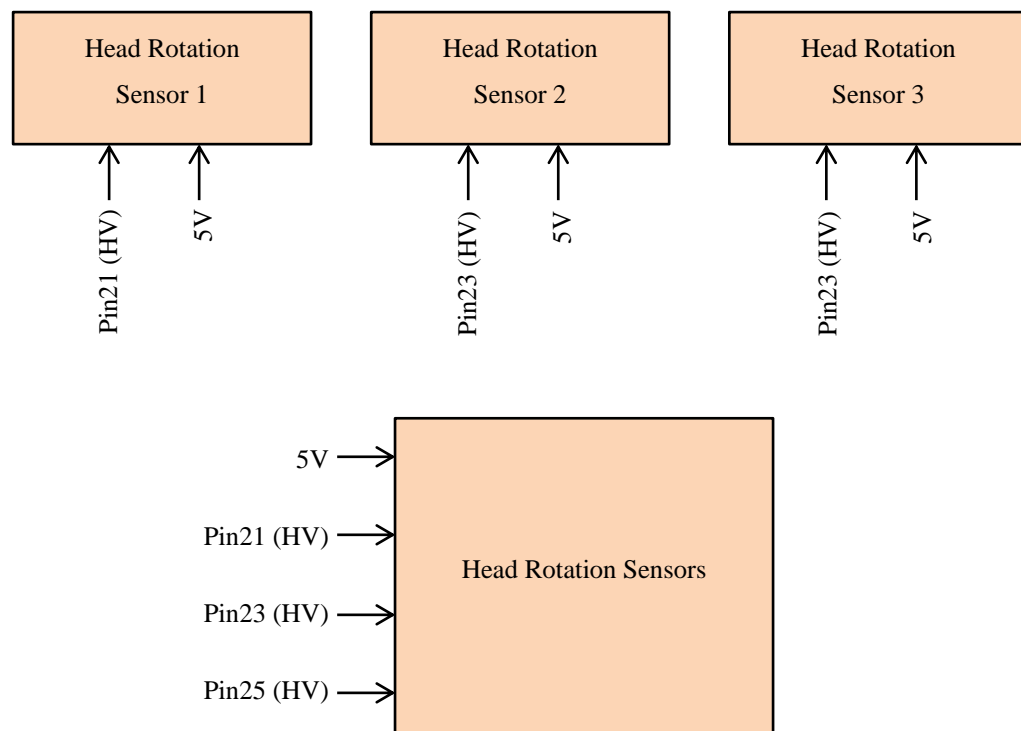 Head Rotation
Sensor 1
Head Rotation
Sensor 2
Head Rotation
Sensor 3
Pin21 (HV)
5V
Pin23 (HV)
5V
Pin23 (HV)
5V
5V
Pin21 (HV)
Pin23 (HV)
Pin25 (HV)
Head Rotation Sensors